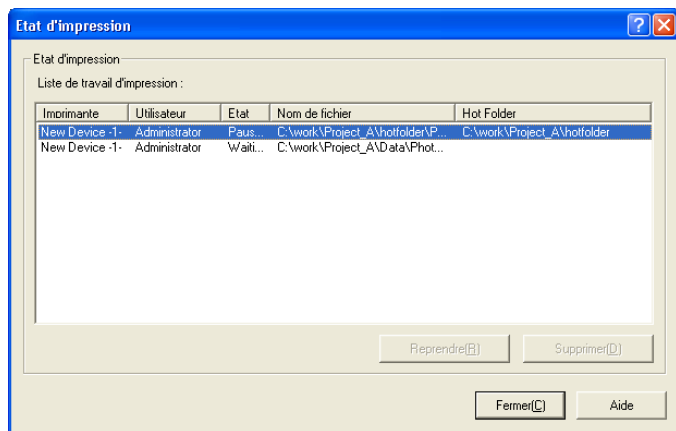 Etat d'impression
Etat d'impression
Liste de travail d'impression :
Imprimante Utilisateur Etat Nom de fichier Hot Folder
New Device -1- Administrator Paus... C:\work\Project_A\hotfolder\P... C:\work\Project_A\hotfolder
New Device -1- Administrator Waiti... C:\work\Project_A\Data\Phot...
Reprendre(R) Supprimer(D)
Fermer(C) Aide